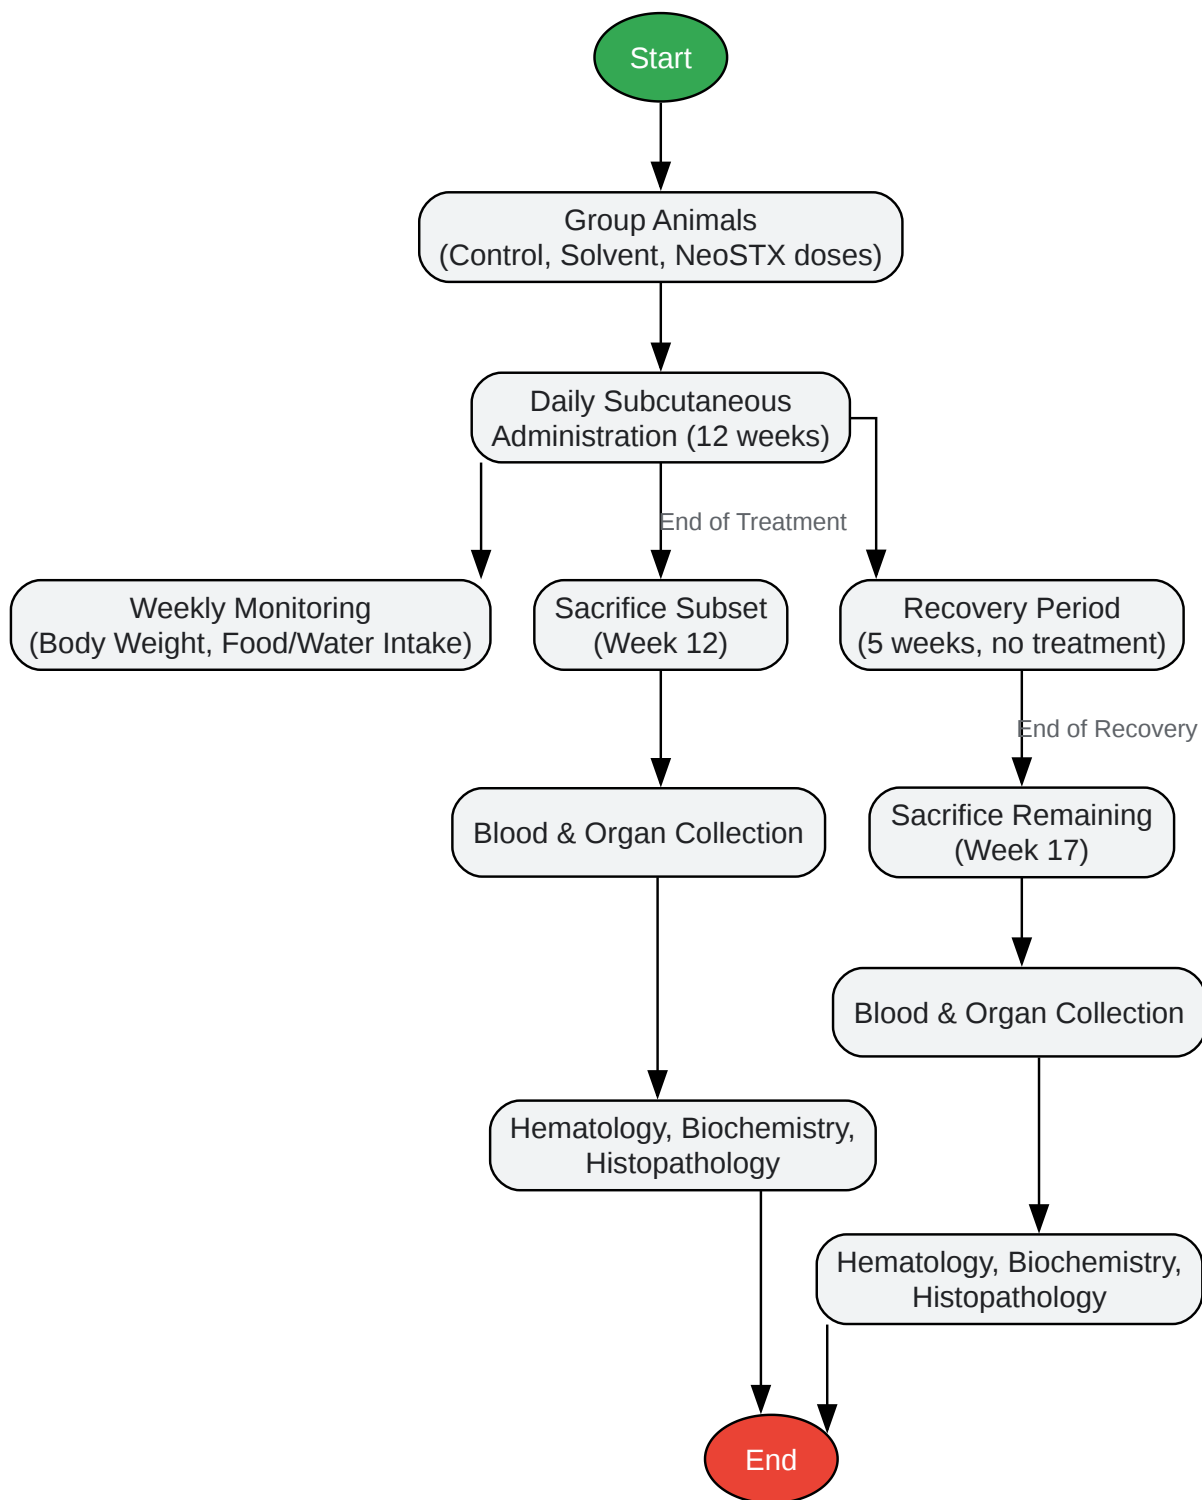 Start
Group Animals
(Control, Solvent, NeoSTX doses)
Daily Subcutaneous
Administration (12 weeks)
End of Treatment
Weekly Monitoring
(Body Weight, Food/Water Intake)
Sacrifice Subset
(Week 12)
Recovery Period
(5 weeks, no treatment)
End of Recovery
Blood & Organ Collection
Sacrifice Remaining
(Week 17)
Blood & Organ Collection
Hematology, Biochemistry,
Histopathology
Hematology, Biochemistry,
Histopathology
End